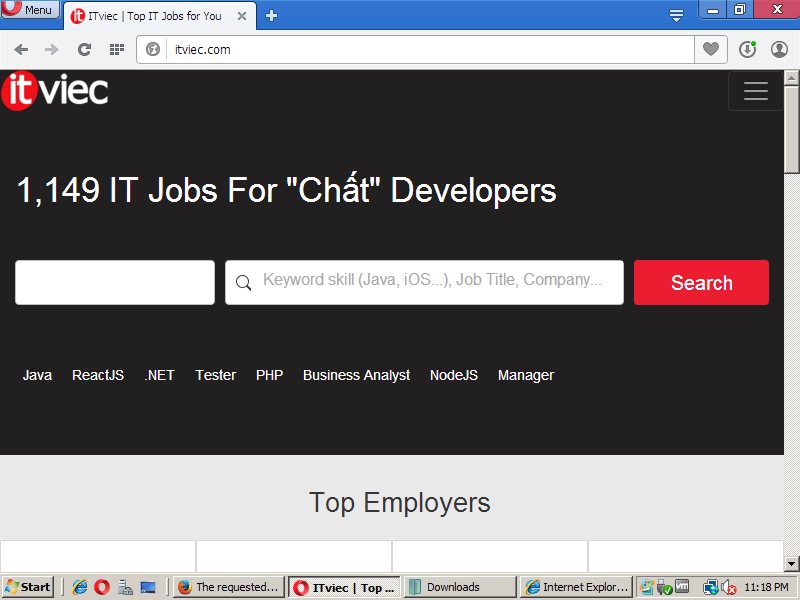 Menu
ITviec | Top IT Jobs for You
itviec.com
itviec
1,149 IT Jobs For "Chất" Developers
Keyword skill (Java, iOS...), Job Title, Company...
Search
Java ReactJS .NET Tester PHP Business Analyst NodeJS Manager
Top Employers
Start
The requested...
ITviec | Top ...
Downloads
Internet Explor...
11:18 PM